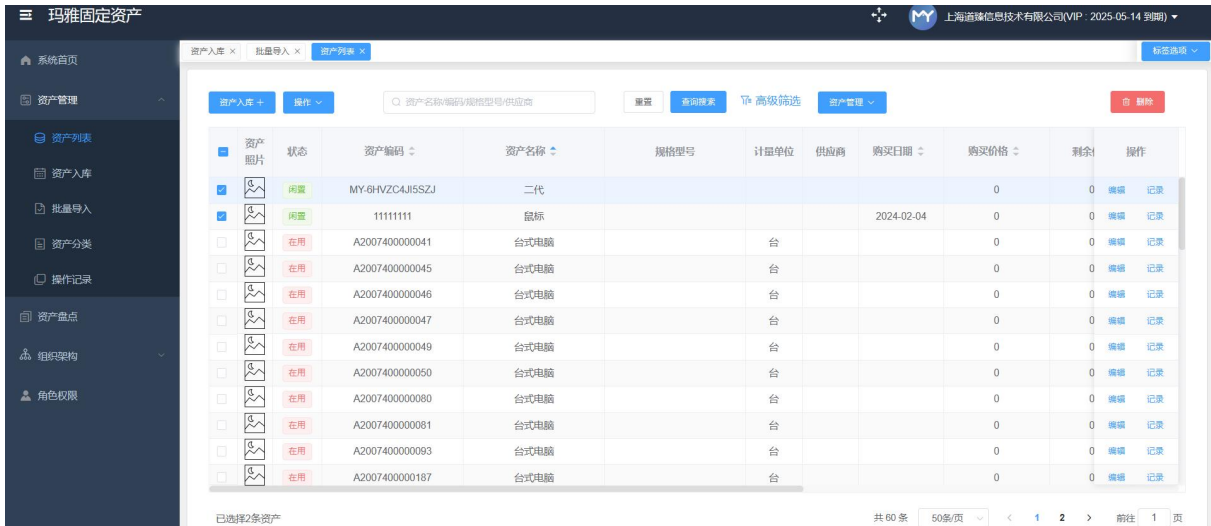 玛雅固定资产
MY 上海道臻信息技术有限公司(VIP : 2025-05-14 到期)
系统首页
资产管理
资产列表
资产入库
批量导入
资产分类
操作记录
资产盘点
组织架构
角色权限
资产入库 × 批量导入 × 资产列表 × 标签选项
资产入库 + 操作 资产名称/编码/规格型号/供应商 重置 查询搜索 高级筛选 资产管理 删除
资产照片 状态 资产编码 资产名称 规格型号 计量单位 供应商 购买日期 购买价格 剩余 操作
闲置 MY-6HVZC4JI5SZJ 二代 0 0 编辑 记录
闲置 11111111 鼠标 2024-02-04 0 0 编辑 记录
在用 A2007400000041 台式电脑 台 0 0 编辑 记录
在用 A2007400000045 台式电脑 台 0 0 编辑 记录
在用 A2007400000046 台式电脑 台 0 0 编辑 记录
在用 A2007400000047 台式电脑 台 0 0 编辑 记录
在用 A2007400000049 台式电脑 台 0 0 编辑 记录
在用 A2007400000050 台式电脑 台 0 0 编辑 记录
在用 A2007400000080 台式电脑 台 0 0 编辑 记录
在用 A2007400000081 台式电脑 台 0 0 编辑 记录
在用 A2007400000093 台式电脑 台 0 0 编辑 记录
在用 A2007400000187 台式电脑 台 0 0 编辑 记录
已选择2条资产 共 60 条 50条/页 < 1 2 > 前往 1 页